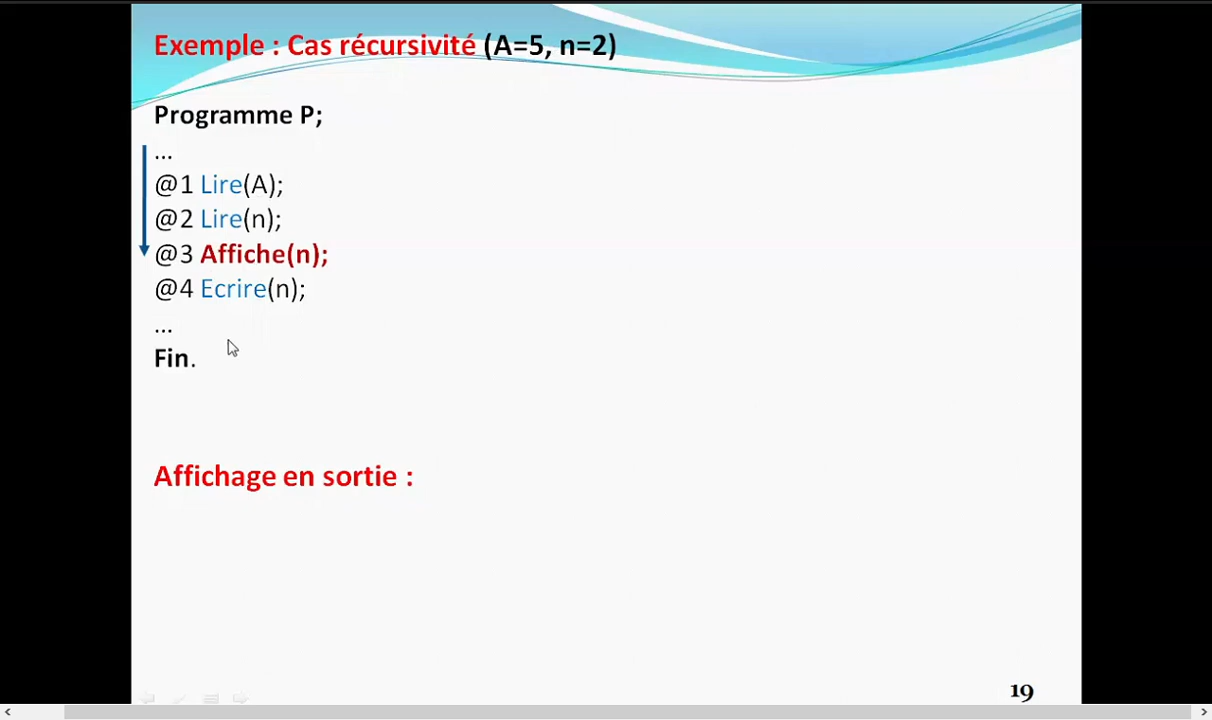 Exemple : Cas récursivité (A=5, n=2)
Programme P;
...
@1 Lire(A);
@2 Lire(n);
@3 Affiche(n);
@4 Ecrire(n);
...
Fin.
Affichage en sortie :
19